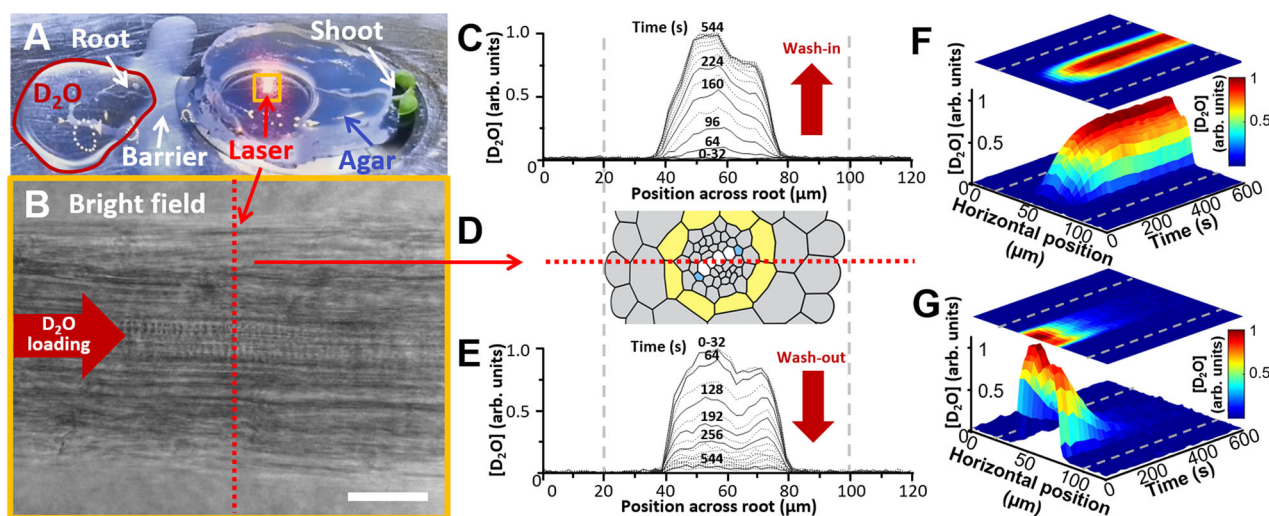 A
Root
Shoot
D₂O
Barrier
Laser
Agar
B
Bright field
D₂O
loading
C
Time (s)
544
224
160
96
64
0-32
Wash-in
[D₂O] (arb. units)
1.0
0.5
0
0
20
40
60
80
100
120
Position across root (µm)
D
E
Time (s)
0-32
64
128
192
256
544
Wash-out
[D₂O] (arb. units)
1.0
0.5
0
0
20
40
60
80
100
120
Position across root (µm)
F
[D₂O] (arb. units)
1
0.5
0
0
50
100
Horizontal position
(µm)
0
200
400
600
Time (s)
[D₂O]
(arb. units)
1
0.5
G
[D₂O] (arb. units)
1
0.5
0
0
50
100
Horizontal position
(µm)
0
200
400
600
Time (s)
[D₂O]
(arb. units)
1
0.5